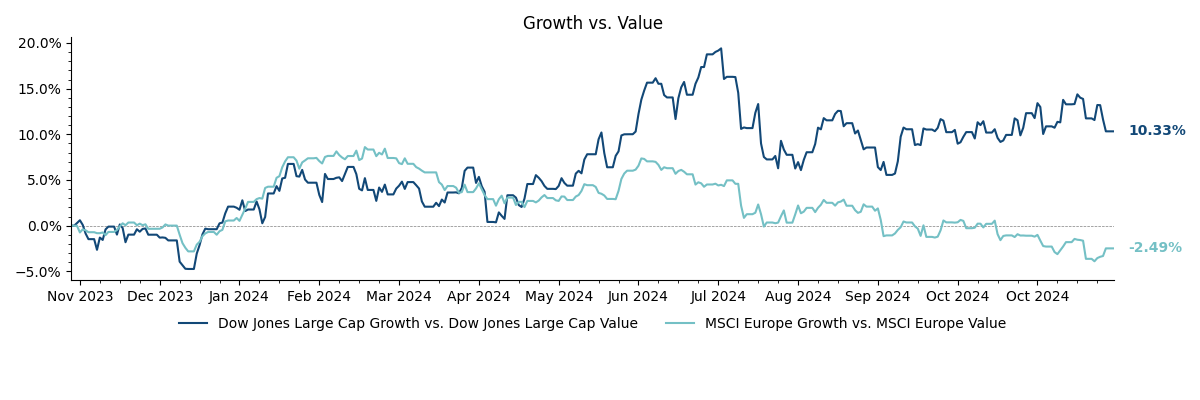 Growth vs. Value
20.0%
15.0%
10.0%
5.0%
0.0%
−5.0%
10.33%
-2.49%
Nov 2023 Dec 2023 Jan 2024 Feb 2024 Mar 2024 Apr 2024 May 2024 Jun 2024 Jul 2024 Aug 2024 Sep 2024 Oct 2024 Oct 2024
Dow Jones Large Cap Growth vs. Dow Jones Large Cap Value MSCI Europe Growth vs. MSCI Europe Value